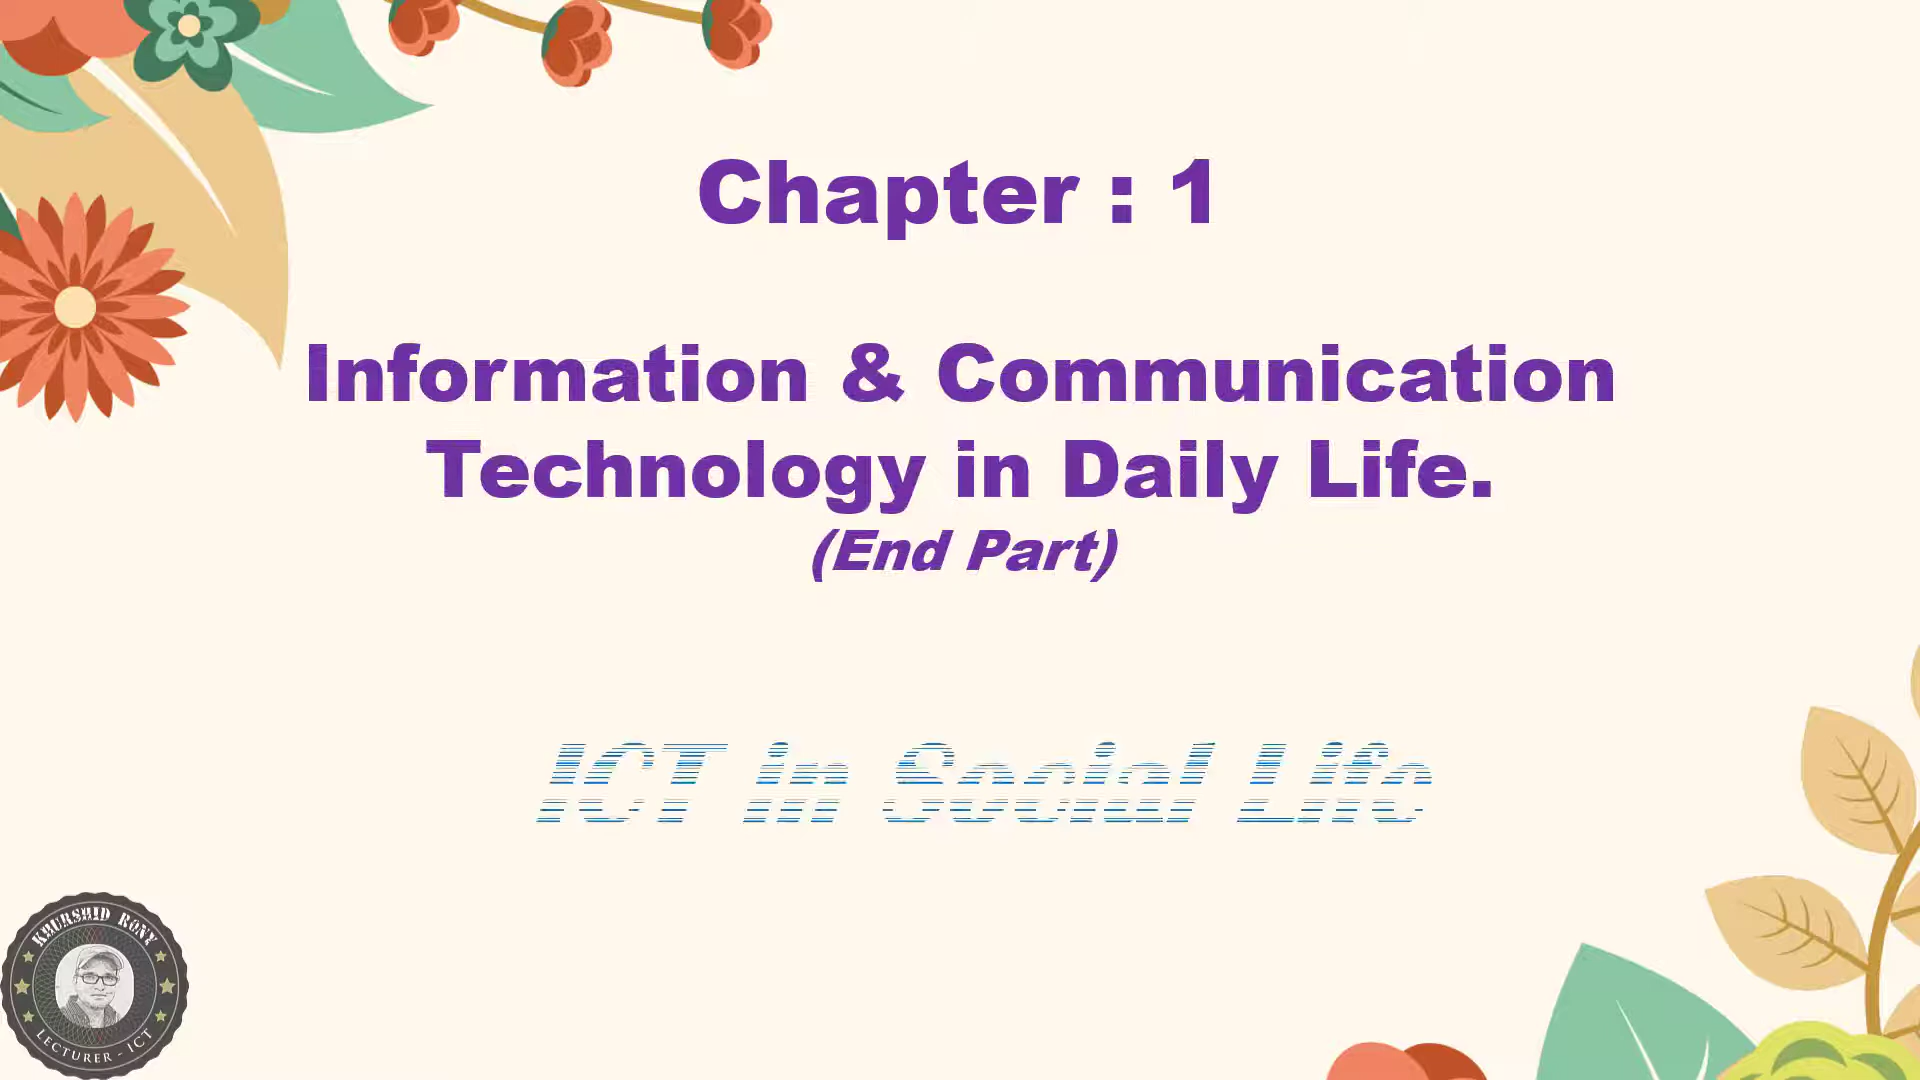 Chapter : 1
Information & Communication
Technology in Daily Life.
(End Part)
ICT in Social Life
KHURSHID RONY
LECTURER - ICT